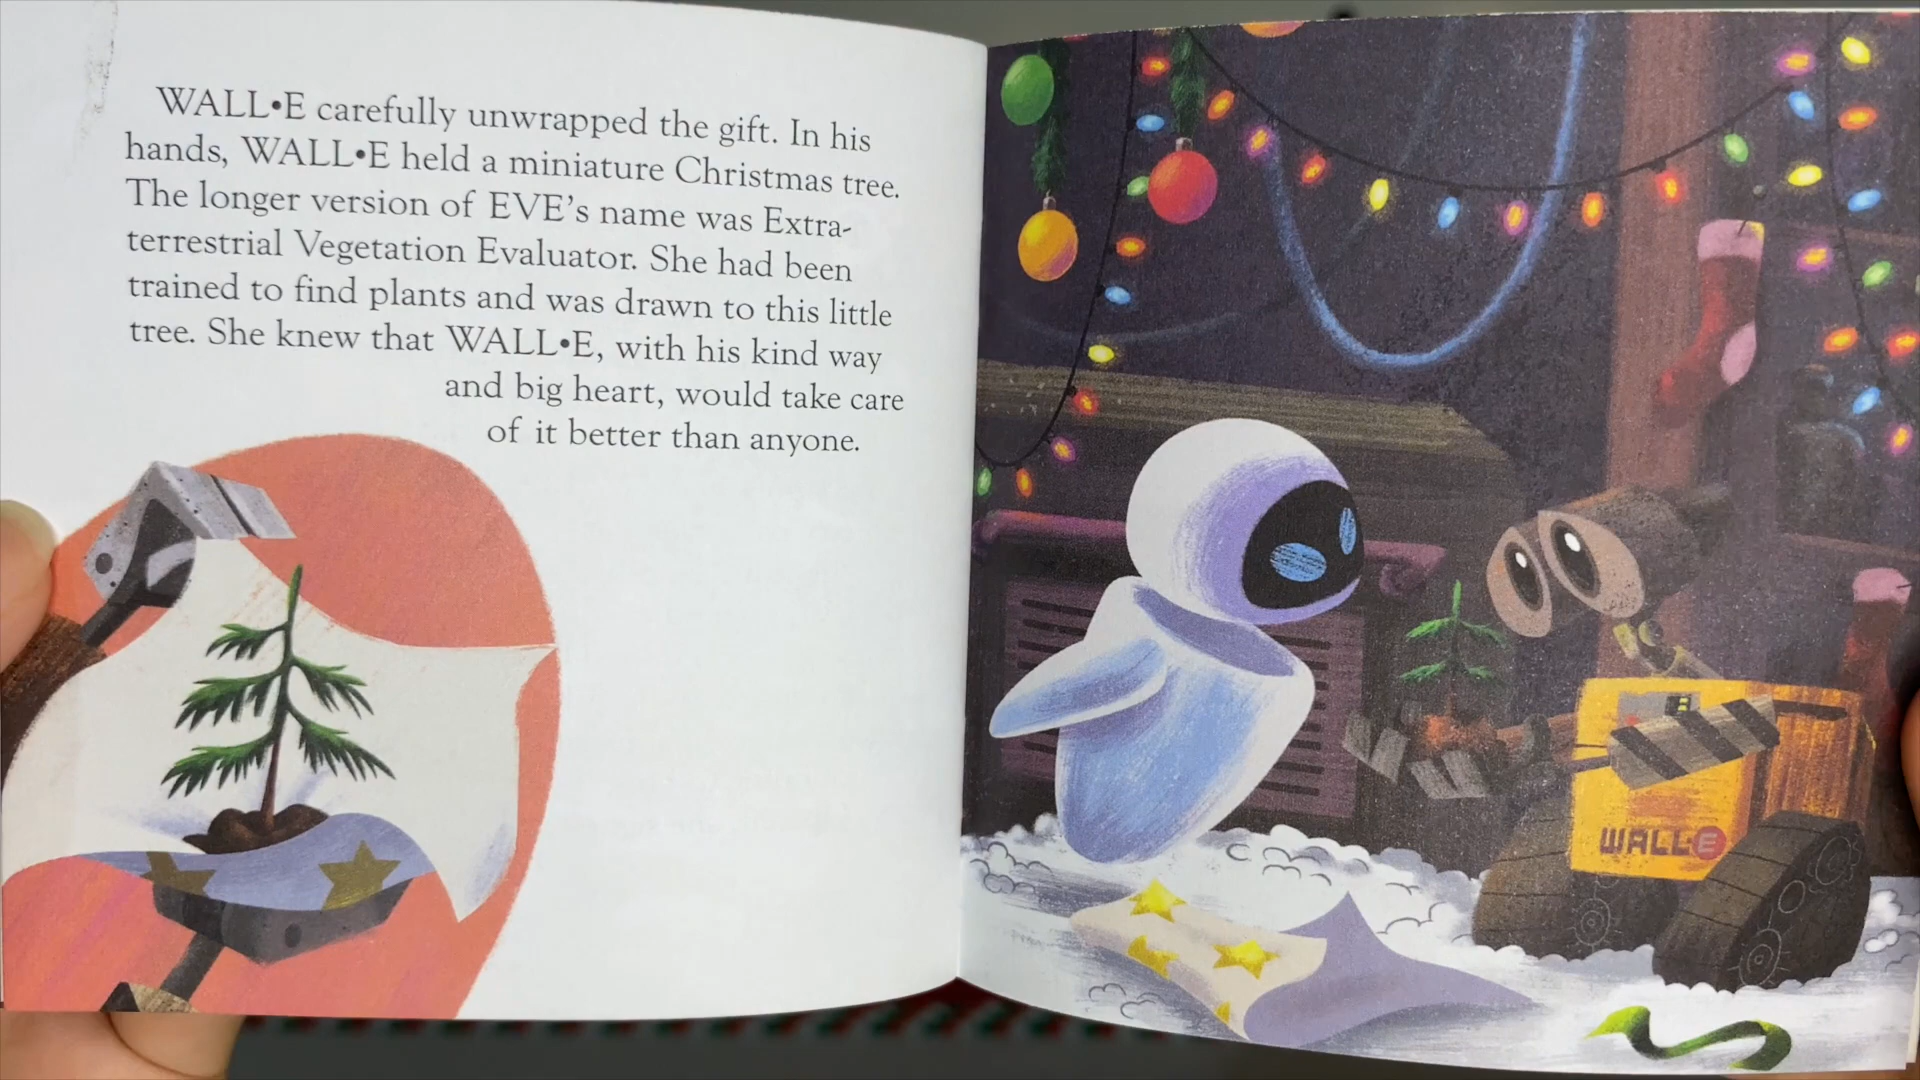 WALL•E carefully unwrapped the gift. In his
hands, WALL•E held a miniature Christmas tree.
The longer version of EVE’s name was Extra-
terrestrial Vegetation Evaluator. She had been
trained to find plants and was drawn to this little
tree. She knew that WALL•E, with his kind way
and big heart, would take care
of it better than anyone.
WALL E